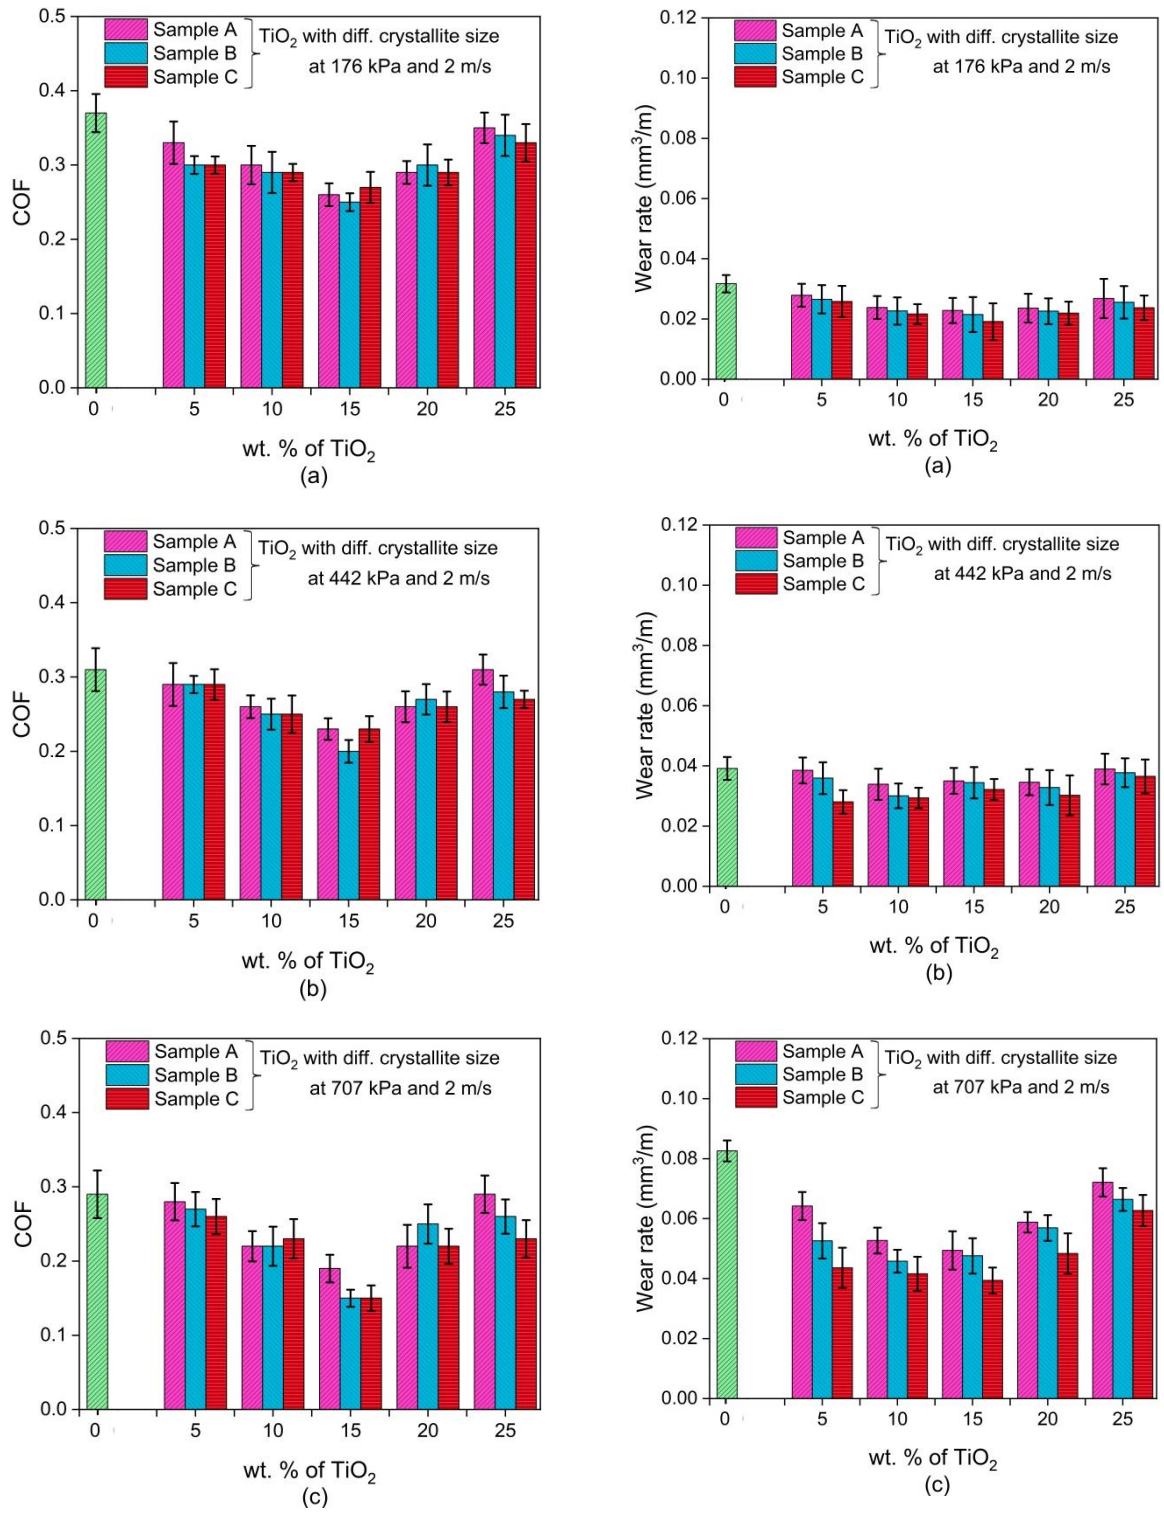 0.5
0.4
0.3
0.2
0.1
0.0
COF
Sample A
Sample B
Sample C
TiO2 with diff. crystallite size
at 176 kPa and 2 m/s
0 5 10 15 20 25
wt. % of TiO2
(a)
0.12
0.10
0.08
0.06
0.04
0.02
0.00
Wear rate (mm3/m)
Sample A
Sample B
Sample C
TiO2 with diff. crystallite size
at 176 kPa and 2 m/s
0 5 10 15 20 25
wt. % of TiO2
(a)
0.5
0.4
0.3
0.2
0.1
0.0
COF
Sample A
Sample B
Sample C
TiO2 with diff. crystallite size
at 442 kPa and 2 m/s
0 5 10 15 20 25
wt. % of TiO2
(b)
0.12
0.10
0.08
0.06
0.04
0.02
0.00
Wear rate (mm3/m)
Sample A
Sample B
Sample C
TiO2 with diff. crystallite size
at 442 kPa and 2 m/s
0 5 10 15 20 25
wt. % of TiO2
(b)
0.5
0.4
0.3
0.2
0.1
0.0
COF
Sample A
Sample B
Sample C
TiO2 with diff. crystallite size
at 707 kPa and 2 m/s
0 5 10 15 20 25
wt. % of TiO2
(c)
0.12
0.10
0.08
0.06
0.04
0.02
0.00
Wear rate (mm3/m)
Sample A
Sample B
Sample C
TiO2 with diff. crystallite size
at 707 kPa and 2 m/s
0 5 10 15 20 25
wt. % of TiO2
(c)